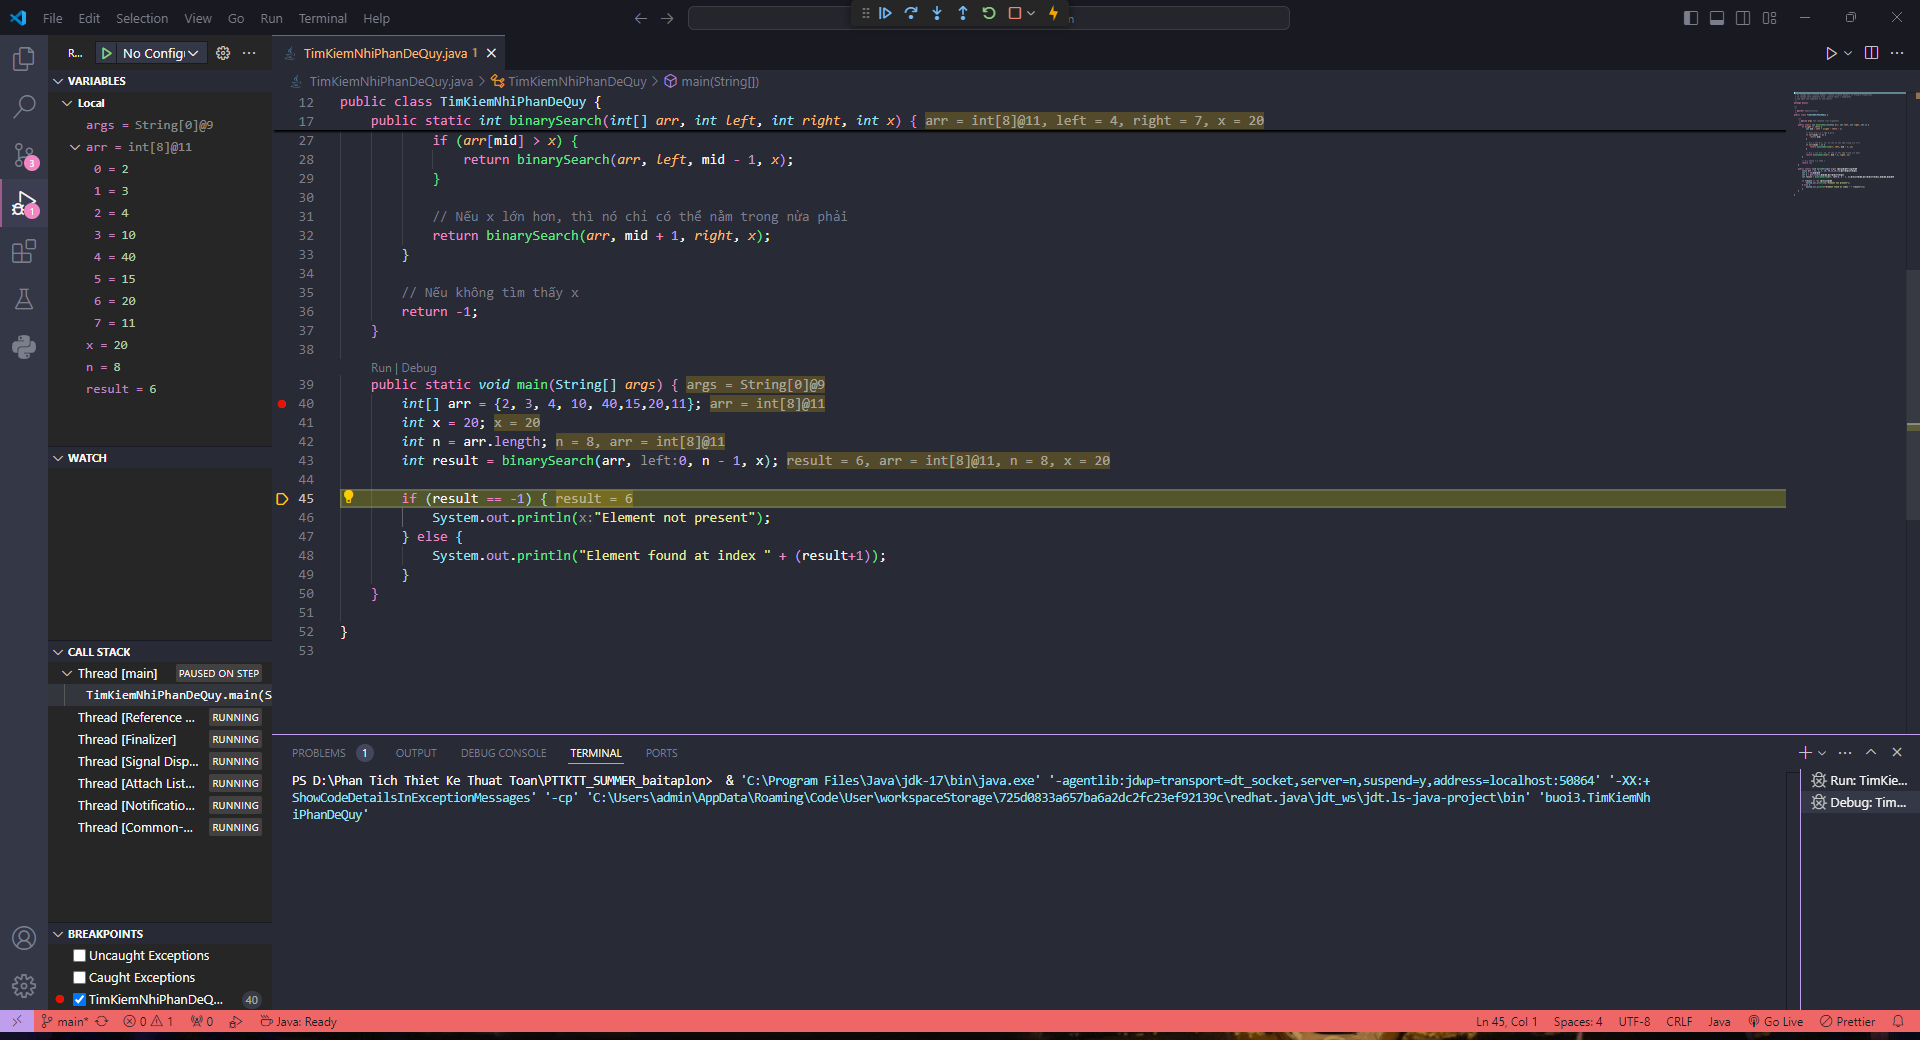 File Edit Selection View Go Run Terminal Help
R... No Config
TimKiemNhiPhanDeQuy.java 1
VARIABLES
Local
args = String[0]@9
arr = int[8]@11
0 = 2
1 = 3
2 = 4
3 = 10
4 = 40
5 = 15
6 = 20
7 = 11
x = 20
n = 8
result = 6
WATCH
CALL STACK
Thread [main] PAUSED ON STEP
TimKiemNhiPhanDeQuy.main(S
Thread [Reference ... RUNNING
Thread [Finalizer] RUNNING
Thread [Signal Disp... RUNNING
Thread [Attach List... RUNNING
Thread [Notificatio... RUNNING
Thread [Common-... RUNNING
BREAKPOINTS
Uncaught Exceptions
Caught Exceptions
TimKiemNhiPhanDeQ... 40
3
1
TimKiemNhiPhanDeQuy.java > TimKiemNhiPhanDeQuy > main(String[])
12 public class TimKiemNhiPhanDeQuy {
17 public static int binarySearch(int[] arr, int left, int right, int x) { arr = int[8]@11, left = 4, right = 7, x = 20
27 if (arr[mid] > x) {
28 return binarySearch(arr, left, mid - 1, x);
29 }
30
31 // Nếu x lớn hơn, thì nó chỉ có thể nằm trong nửa phải
32 return binarySearch(arr, mid + 1, right, x);
33 }
34
35 // Nếu không tìm thấy x
36 return -1;
37 }
38
Run | Debug
39 public static void main(String[] args) { args = String[0]@9
40 int[] arr = {2, 3, 4, 10, 40,15,20,11}; arr = int[8]@11
41 int x = 20; x = 20
42 int n = arr.length; n = 8, arr = int[8]@11
43 int result = binarySearch(arr, left:0, n - 1, x); result = 6, arr = int[8]@11, n = 8, x = 20
44
45 if (result == -1) { result = 6
46 System.out.println(x:"Element not present");
47 } else {
48 System.out.println("Element found at index " + (result+1));
49 }
50 }
51
52 }
53
PROBLEMS 1 OUTPUT DEBUG CONSOLE TERMINAL PORTS
PS D:\Phan Tich Thiet Ke Thuat Toan\PTTKTT_SUMMER_baitaplon> & 'C:\Program Files\Java\jdk-17\bin\java.exe' '-agentlib:jdwp=transport=dt_socket,server=n,suspend=y,address=localhost:50864' '-XX:+
ShowCodeDetailsInExceptionMessages' '-cp' 'C:\Users\admin\AppData\Roaming\Code\User\workspaceStorage\725d0833a657ba6a2dc2fc23ef92139c\redhat.java\jdt_ws\jdt.ls-java-project\bin' 'buoi3.TimKiemNh
iPhanDeQuy'
Run: TimKie...
Debug: Tim...
main* 0 1 0 Java: Ready Ln 45, Col 1 Spaces: 4 UTF-8 CRLF Java Go Live Prettier